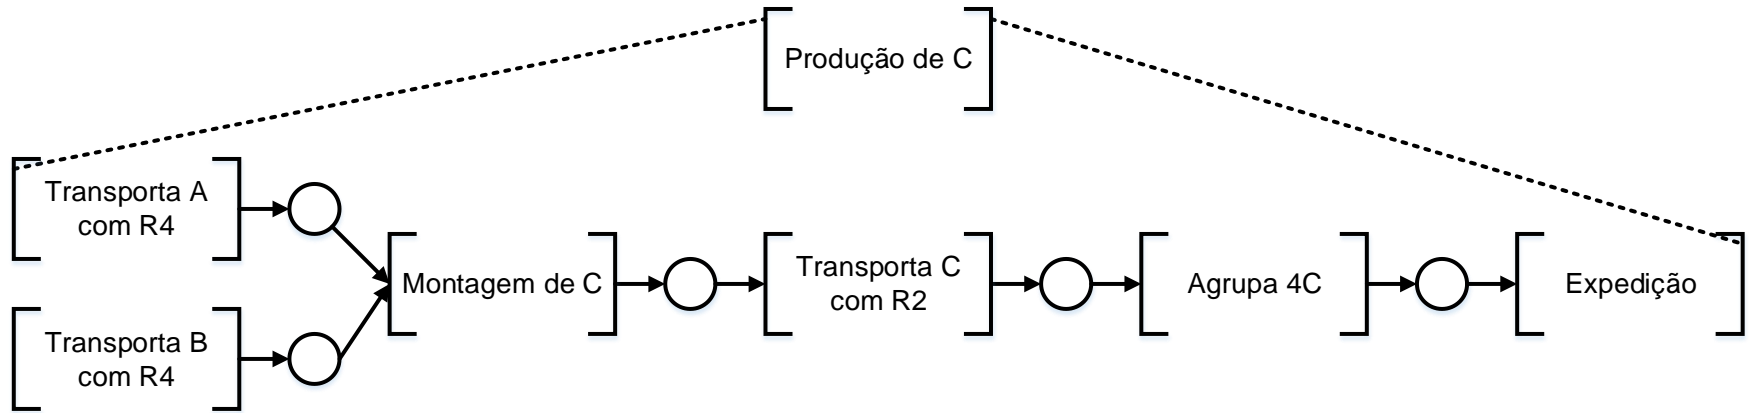 Produção de C
Transporta A
com R4
Transporta B
com R4
Montagem de C
Transporta C
com R2
Agrupa 4C
Expedição